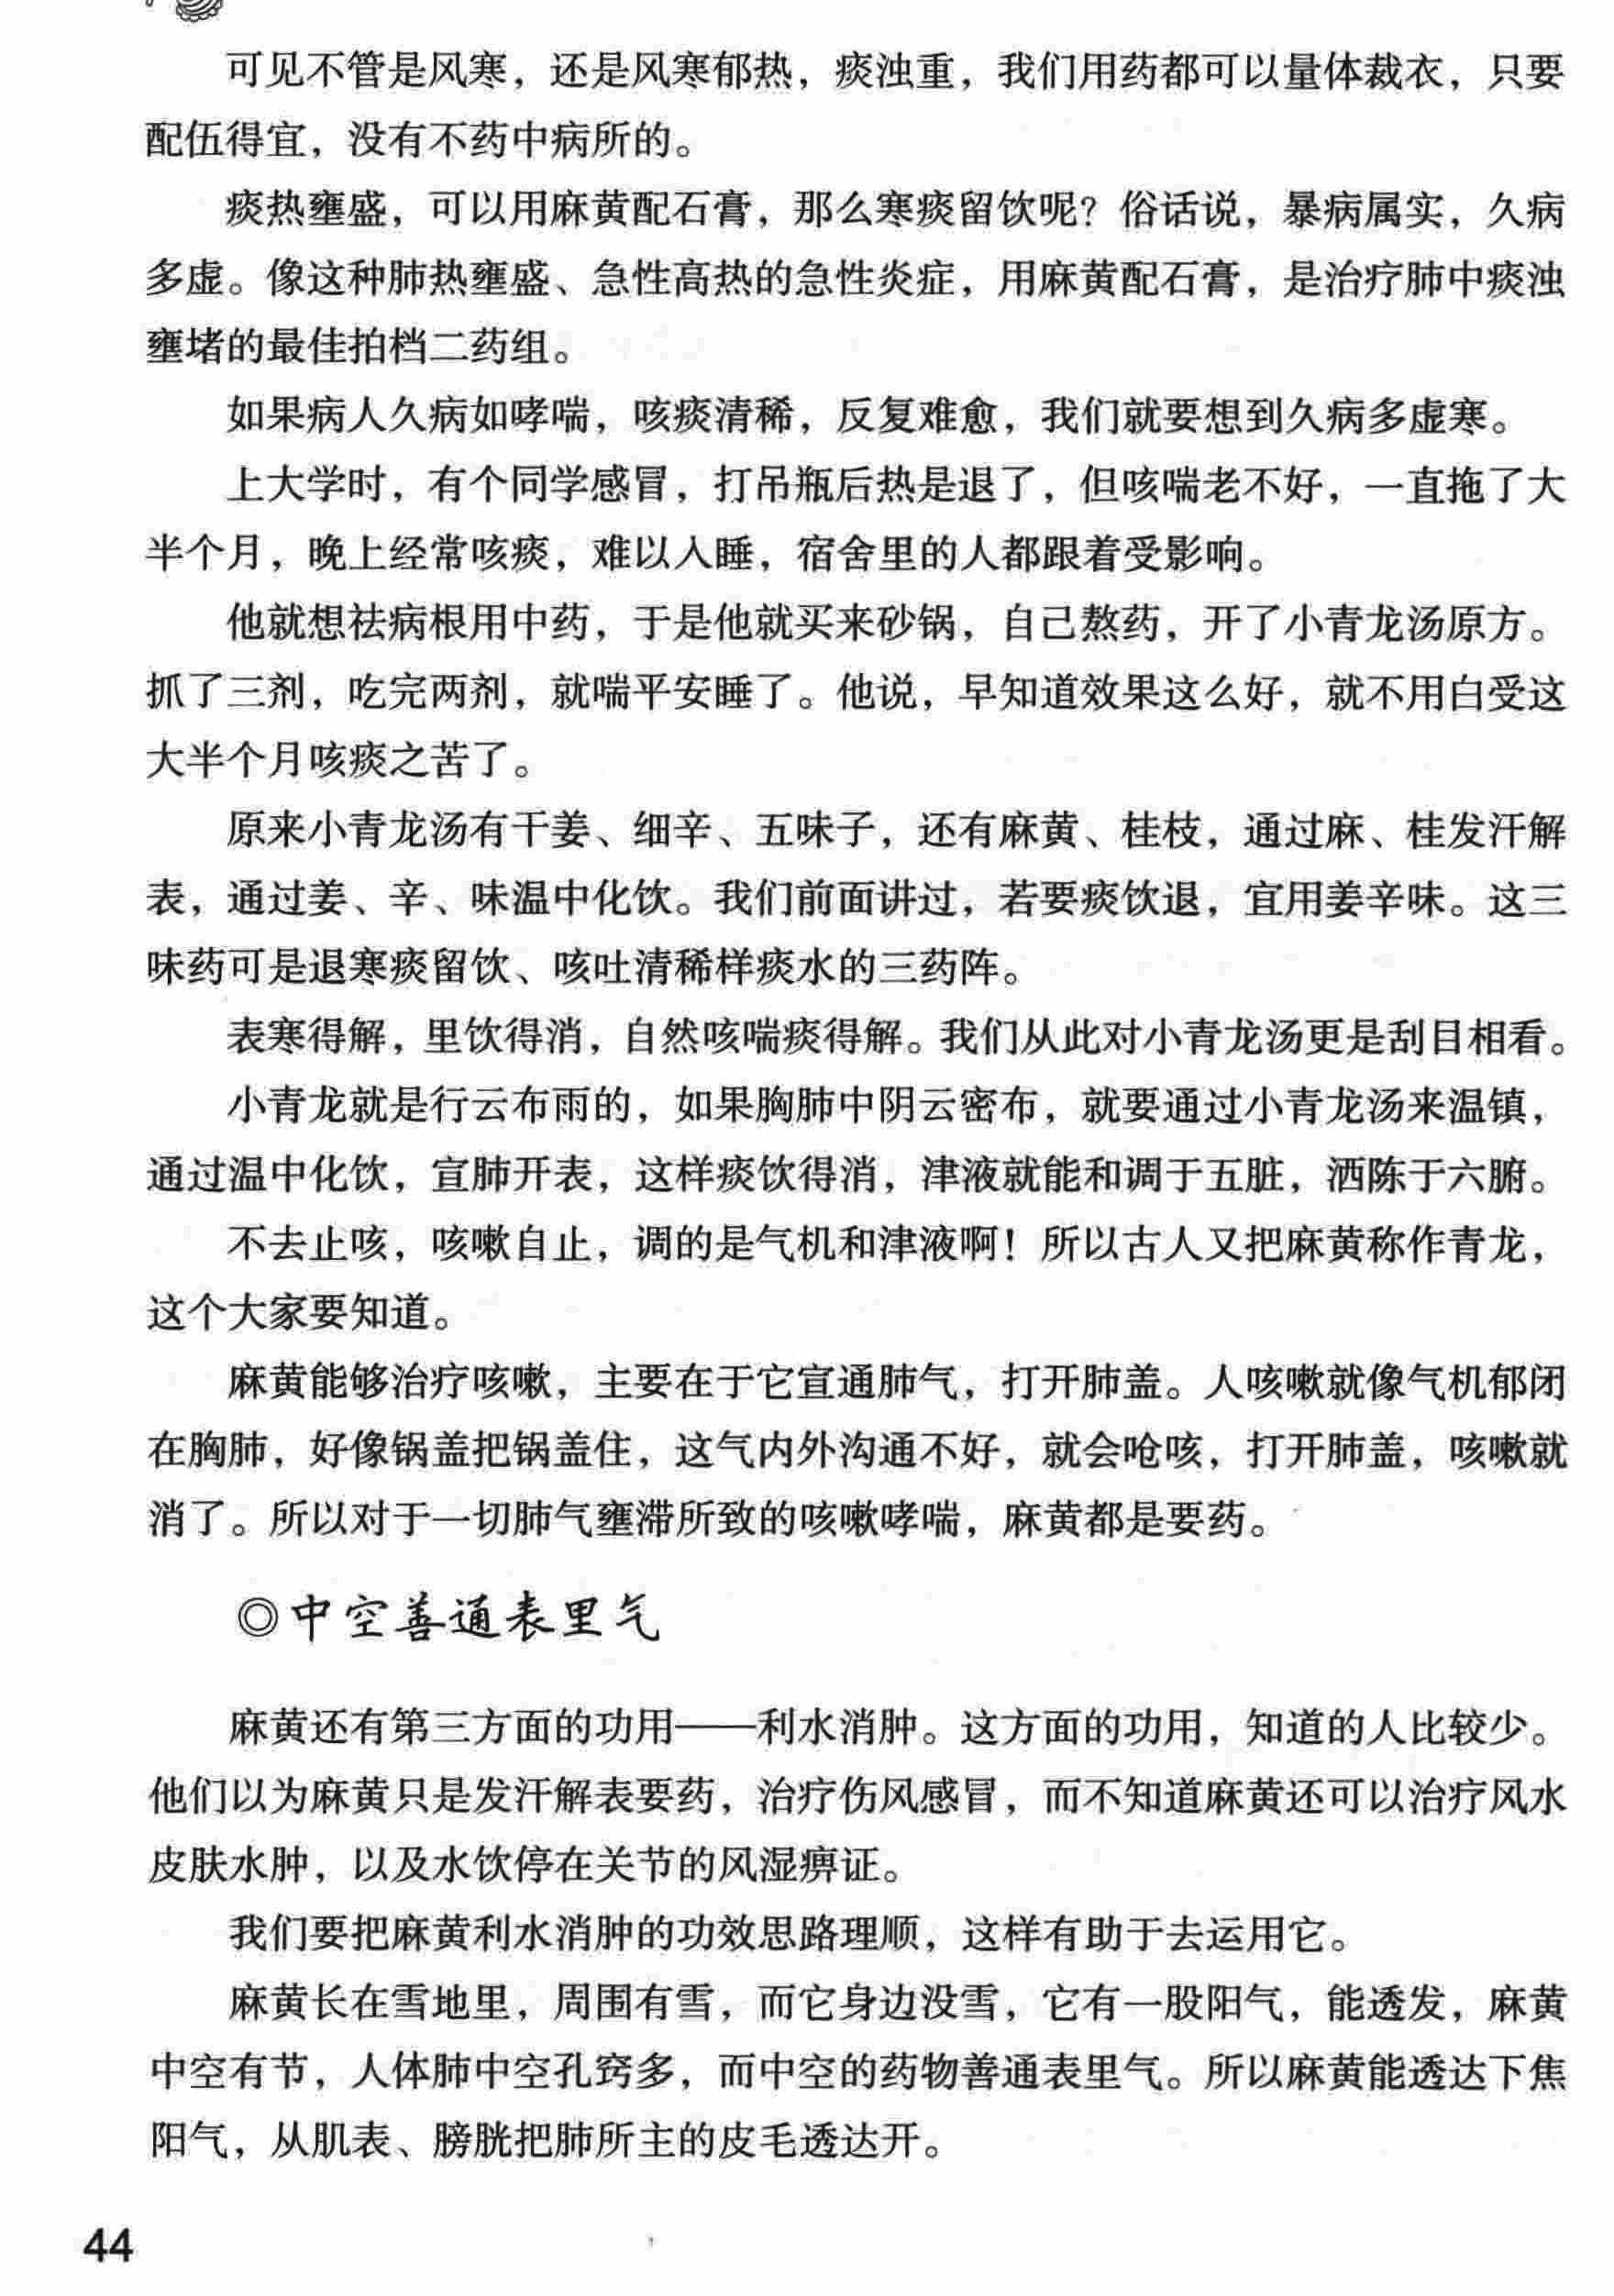 可见不管是风寒，还是风寒郁热，痰浊重，我们用药都可以量体裁衣，只要
配伍得宜，没有不药中病所的。
痰热壅盛，可以用麻黄配石膏，那么寒痰留饮呢？俗话说，暴病属实，久病
多虚。像这种肺热壅盛、急性高热的急性炎症，用麻黄配石膏，是治疗肺中痰浊
壅堵的最佳拍档二药组。
如果病人久病如哮喘，咳痰清稀，反复难愈，我们就要想到久病多虚寒。
上大学时，有个同学感冒，打吊瓶后热是退了，但咳喘老不好，一直拖了大
半个月，晚上经常咳痰，难以入睡，宿舍里的人都跟着受影响。
他就想祛病根用中药，于是他就买来砂锅，自己熬药，开了小青龙汤原方。
抓了三剂，吃完两剂，就喘平安睡了。他说，早知道效果这么好，就不用白受这
大半个月咳痰之苦了。
原来小青龙汤有干姜、细辛、五味子，还有麻黄、桂枝，通过麻、桂发汗解
表，通过姜、辛、味温中化饮。我们前面讲过，若要痰饮退，宜用姜辛味。这三
味药可是退寒痰留饮、咳吐清稀样痰水的三药阵。
表寒得解，里饮得消，自然咳喘痰得解。我们从此对小青龙汤更是刮目相看。
小青龙就是行云布雨的，如果胸肺中阴云密布，就要通过小青龙汤来温镇，
通过温中化饮，宣肺开表，这样痰饮得消，津液就能和调于五脏，洒陈于六腑。
不去止咳，咳嗽自止，调的是气机和津液啊！所以古人又把麻黄称作青龙，
这个大家要知道。
麻黄能够治疗咳嗽，主要在于它宣通肺气，打开肺盖。人咳嗽就像气机郁闭
在胸肺，好像锅盖把锅盖住，这气内外沟通不好，就会呛咳，打开肺盖，咳嗽就
消了。所以对于一切肺气壅滞所致的咳嗽哮喘，麻黄都是要药。
◎中空善通表里气
麻黄还有第三方面的功用——利水消肿。这方面的功用，知道的人比较少。
他们以为麻黄只是发汗解表要药，治疗伤风感冒，而不知道麻黄还可以治疗风水
皮肤水肿，以及水饮停在关节的风湿痹证。
我们要把麻黄利水消肿的功效思路理顺，这样有助于去运用它。
麻黄长在雪地里，周围有雪，而它身边没雪，它有一股阳气，能透发，麻黄
中空有节，人体肺中空孔窍多，而中空的药物善通表里气。所以麻黄能透达下焦
阳气，从肌表、膀胱把肺所主的皮毛透达开。
44